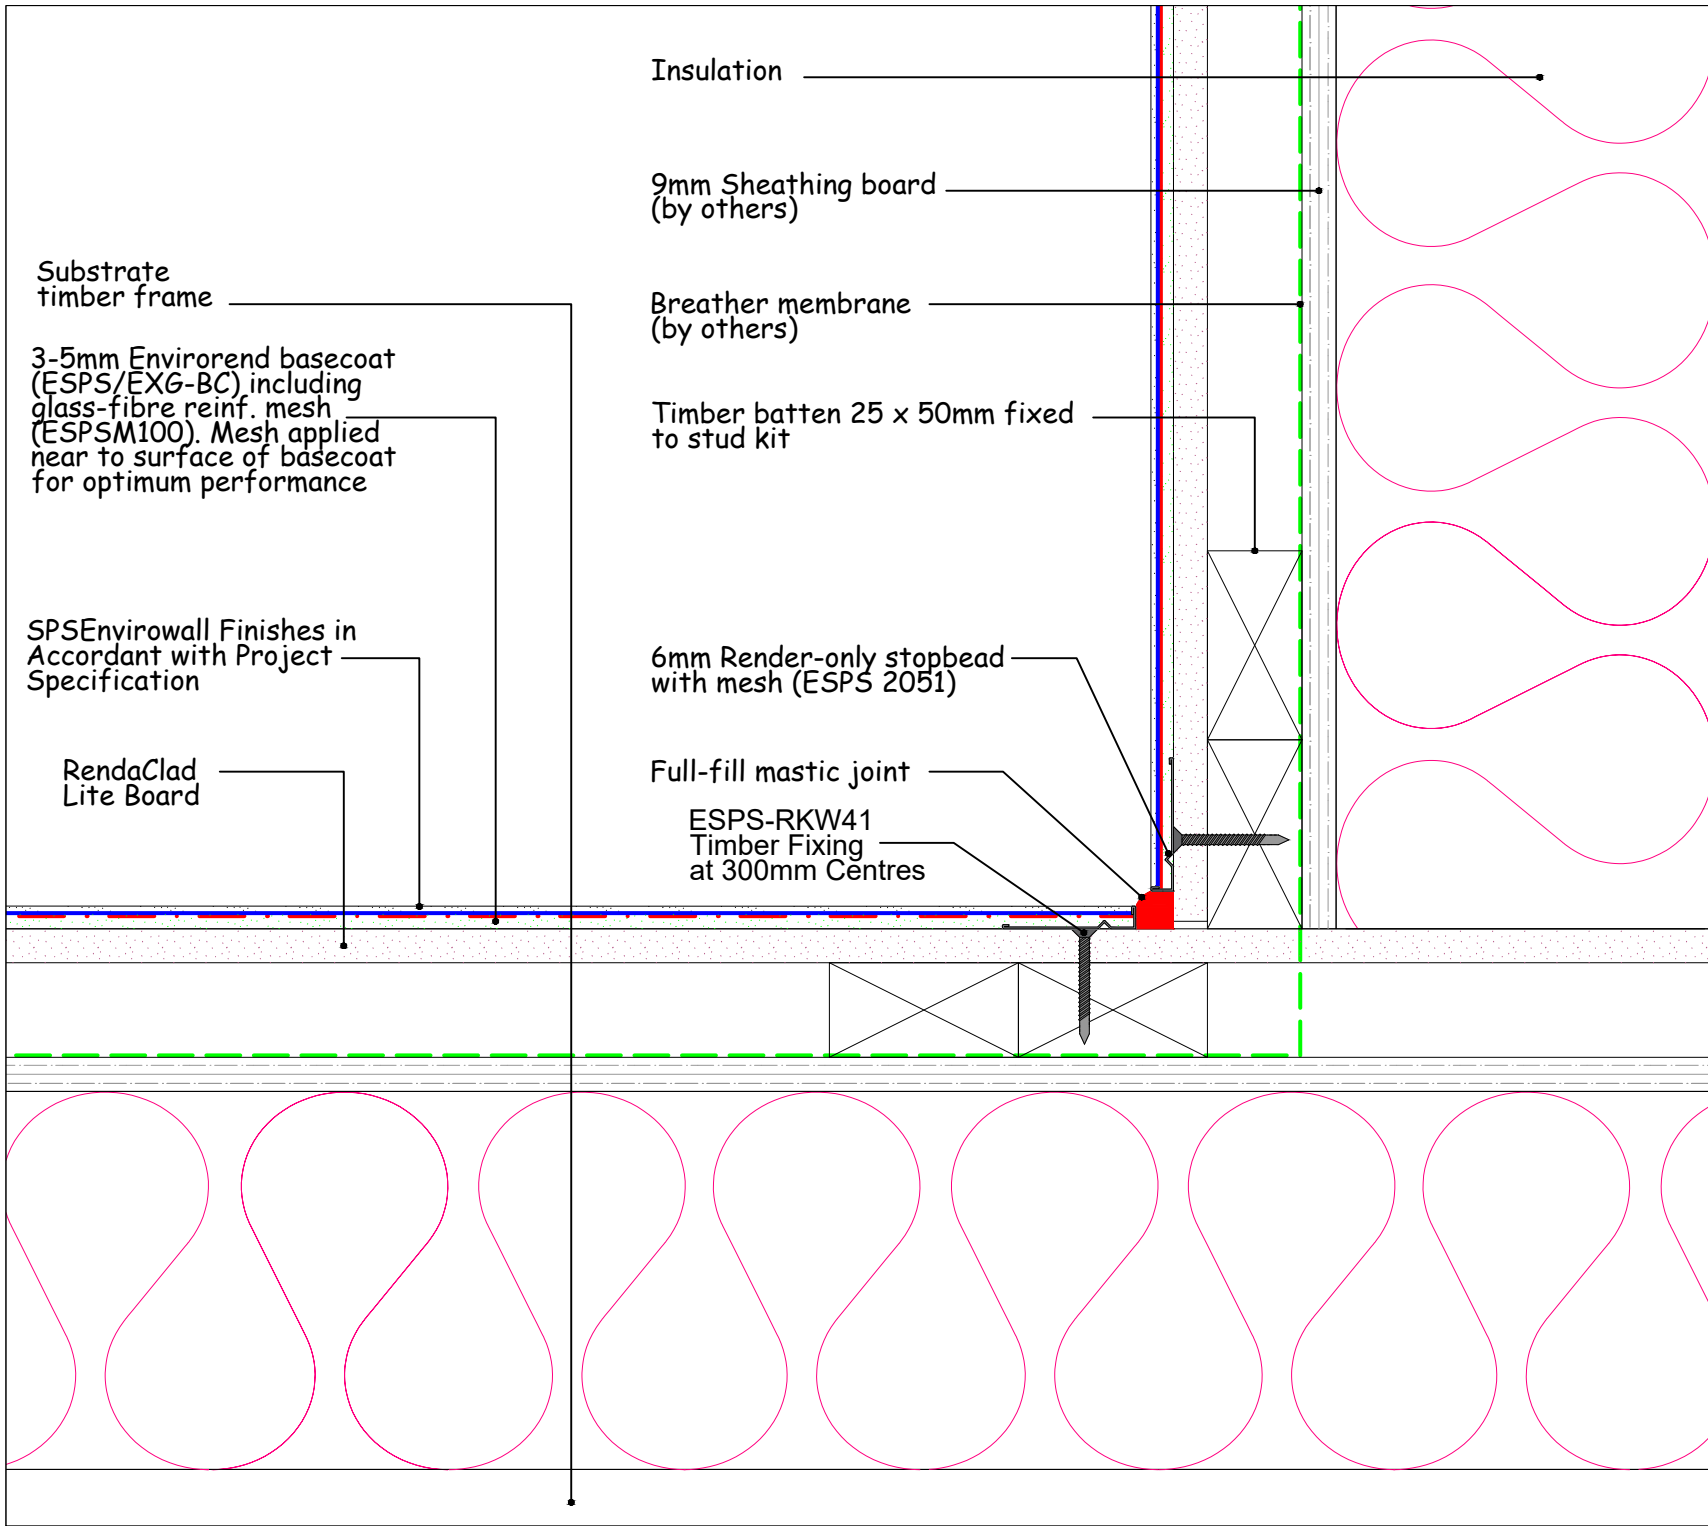 Insulation
9mm Sheathing board
(by others)
Substrate
timber frame
Breather membrane
(by others)
3-5mm Envirorend basecoat
(ESPS/EXG-BC) including
glass-fibre reinf. mesh
(ESPSM100). Mesh applied
near to surface of basecoat
for optimum performance
Timber batten 25 x 50mm fixed
to stud kit
SPSEnvirowall Finishes in
Accordant with Project
Specification
6mm Render-only stopbead
with mesh (ESPS 2051)
RendaClad
Lite Board
Full-fill mastic joint
ESPS-RKW41
Timber Fixing
at 300mm Centres